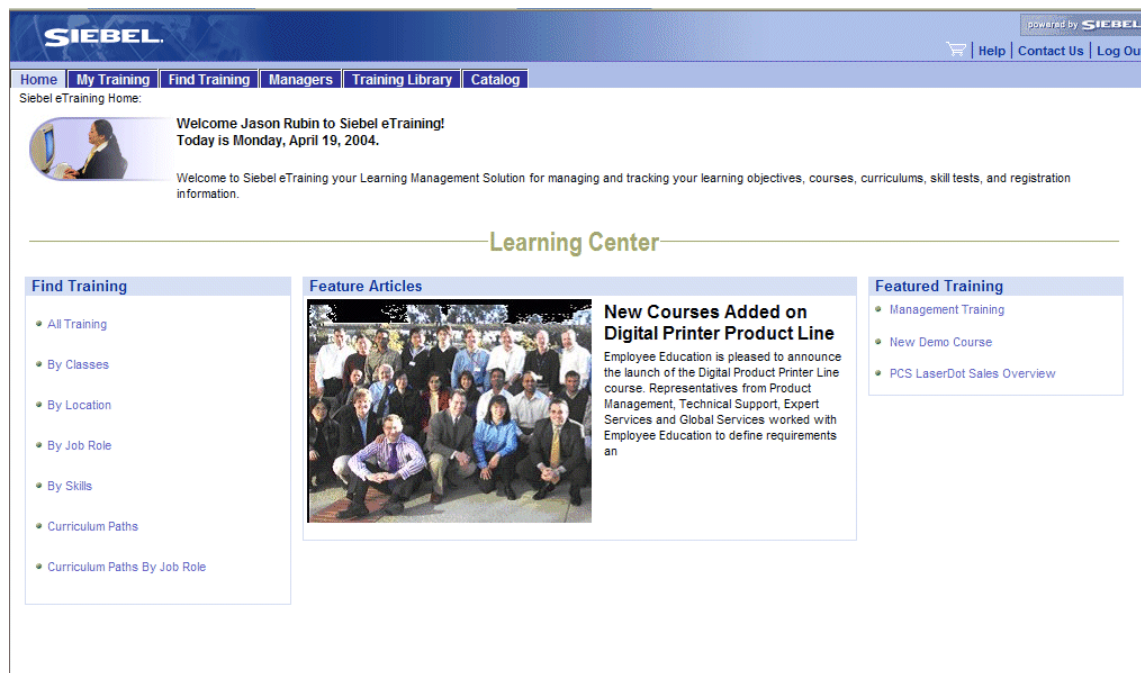 SIEBEL.
powered by SIEBEL
Help | Contact Us | Log Ou
Home My Training Find Training Managers Training Library Catalog
Siebel eTraining Home:
Welcome Jason Rubin to Siebel eTraining!
Today is Monday, April 19, 2004.
Welcome to Siebel eTraining your Learning Management Solution for managing and tracking your learning objectives, courses, curriculums, skill tests, and registration
information.
Learning Center
Find Training
All Training
By Classes
By Location
By Job Role
By Skills
Curriculum Paths
Curriculum Paths By Job Role
Feature Articles
New Courses Added on
Digital Printer Product Line
Employee Education is pleased to announce
the launch of the Digital Product Printer Line
course. Representatives from Product
Management, Technical Support, Expert
Services and Global Services worked with
Employee Education to define requirements
an
Featured Training
Management Training
New Demo Course
PCS LaserDot Sales Overview